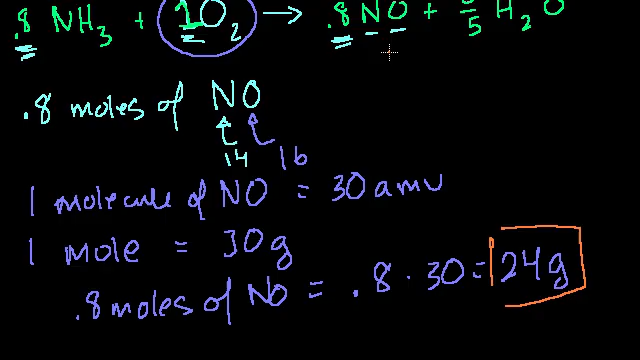 .8 NH3 + 1O2 → .8 NO + /5 H2O
.8 moles of NO
14 16
1 molecule of NO = 30 amu
1 mole = 30g
.8 moles of NO = .8 · 30 = 24g